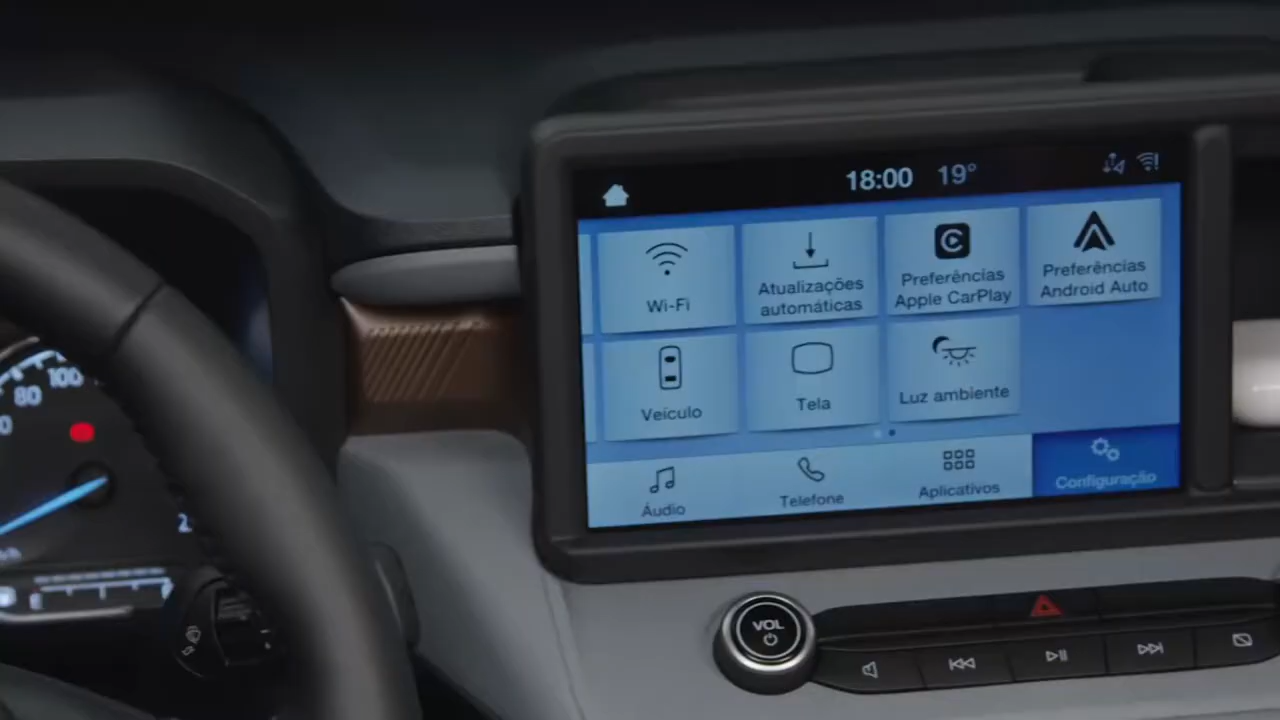 18:00 19°
Wi-Fi
Atualizações
automáticas
Preferências
Apple CarPlay
Preferências
Android Auto
Veículo
Tela
Luz ambiente
Áudio
Telefone
Aplicativos
Configuração
VOL
80
100